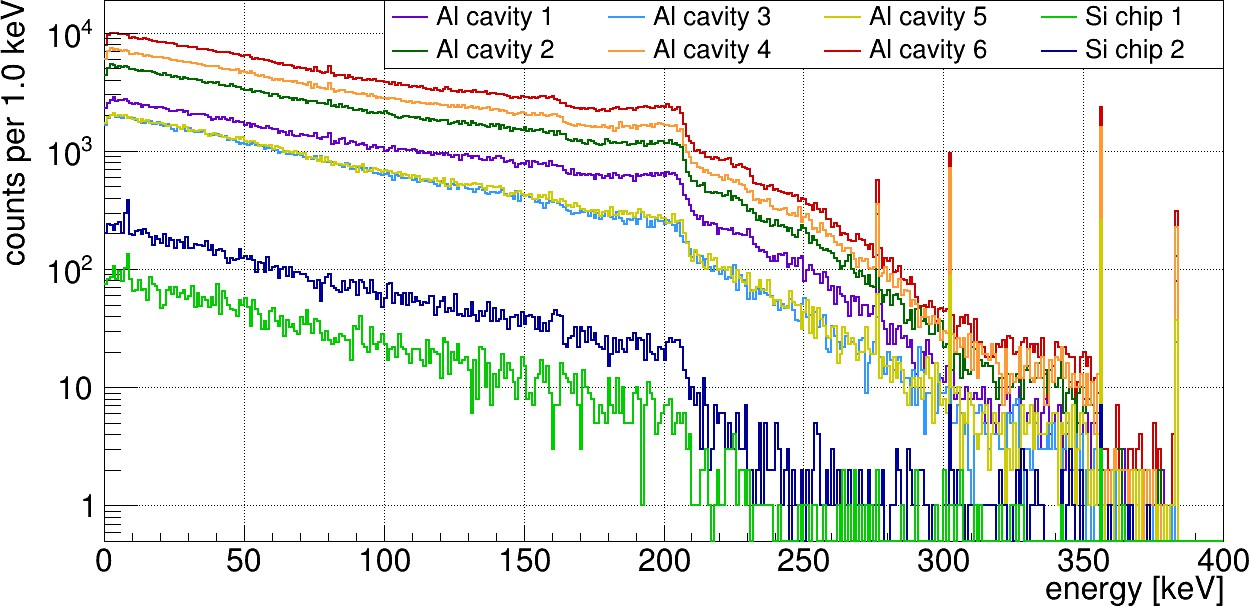 counts per 1.0 keV
Al cavity 1 Al cavity 3 Al cavity 5 Si chip 1
Al cavity 2 Al cavity 4 Al cavity 6 Si chip 2
10⁴
10³
10²
10
1
0 50 100 150 200 250 300 350 400
energy [keV]